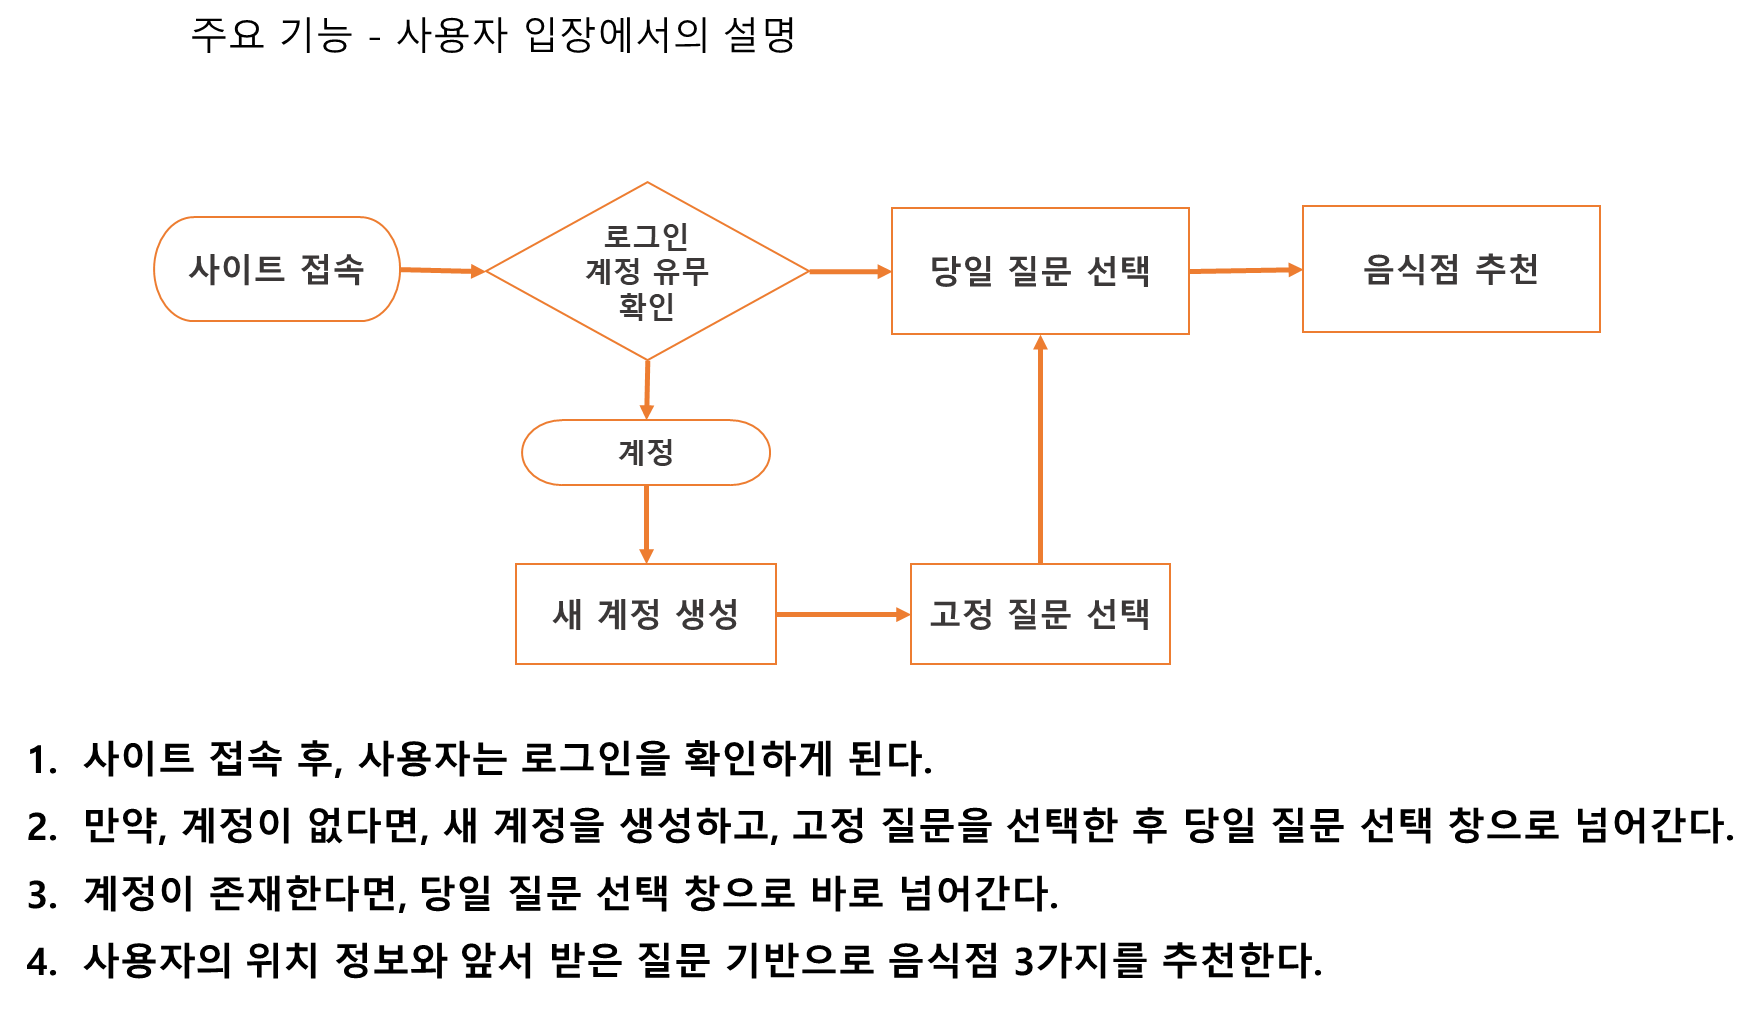 주요 기능 - 사용자 입장에서의 설명
사이트 접속
로그인
계정 유무
확인
당일 질문 선택
음식점 추천
계정
새 계정 생성
고정 질문 선택
1. 사이트 접속 후, 사용자는 로그인을 확인하게 된다.
2. 만약, 계정이 없다면, 새 계정을 생성하고, 고정 질문을 선택한 후 당일 질문 선택 창으로 넘어간다.
3. 계정이 존재한다면, 당일 질문 선택 창으로 바로 넘어간다.
4. 사용자의 위치 정보와 앞서 받은 질문 기반으로 음식점 3가지를 추천한다.